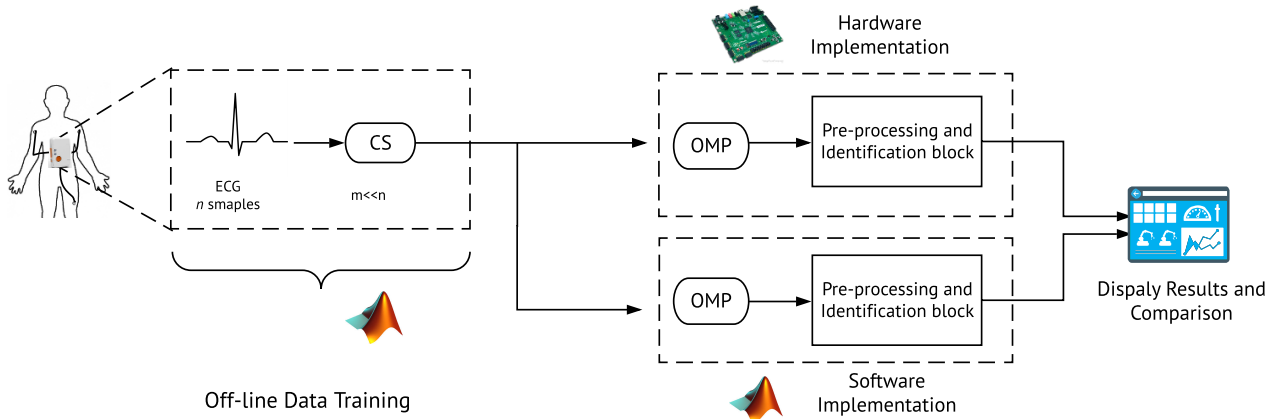 Hardware
Implementation
ECG
n smaples
CS
m<<n
OMP
Pre-processing and
Identification block
OMP
Pre-processing and
Identification block
Dispaly Results and
Comparison
Off-line Data Training
Software
Implementation